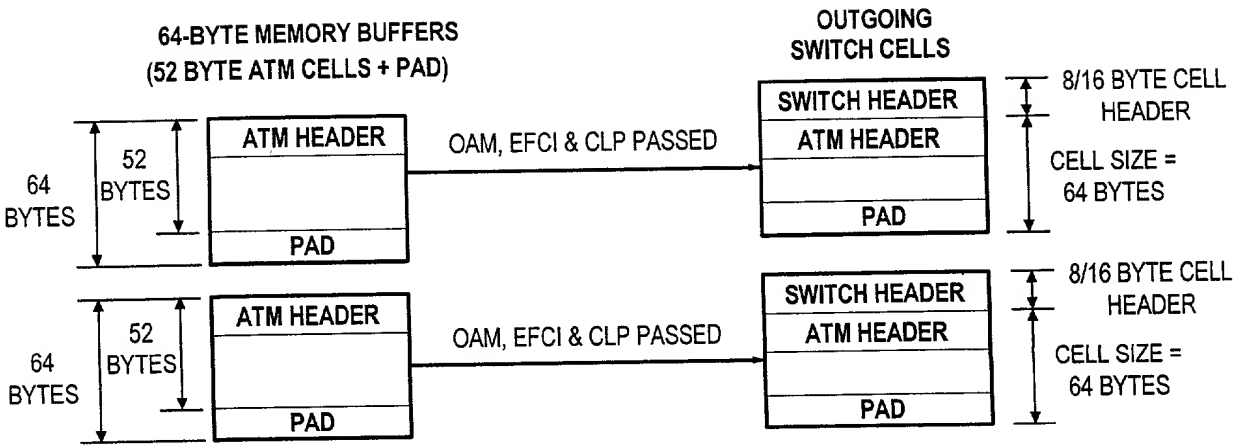 64-BYTE MEMORY BUFFERS
(52 BYTE ATM CELLS + PAD)
OUTGOING
SWITCH CELLS
64
BYTES
52
BYTES
ATM HEADER
PAD
OAM, EFCI & CLP PASSED
SWITCH HEADER
ATM HEADER
PAD
8/16 BYTE CELL
HEADER
CELL SIZE =
64 BYTES
64
BYTES
52
BYTES
ATM HEADER
PAD
OAM, EFCI & CLP PASSED
SWITCH HEADER
ATM HEADER
PAD
8/16 BYTE CELL
HEADER
CELL SIZE =
64 BYTES